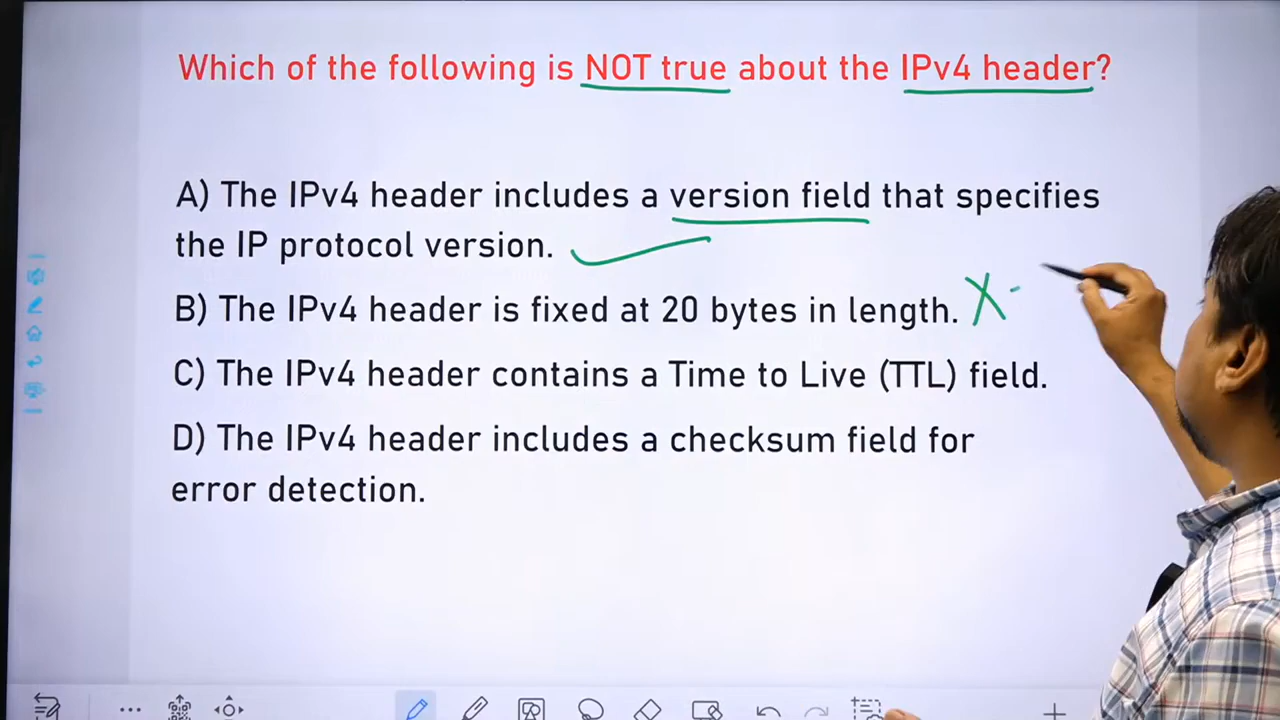 Which of the following is NOT true about the IPv4 header?
A) The IPv4 header includes a version field that specifies
the IP protocol version.
B) The IPv4 header is fixed at 20 bytes in length. X
C) The IPv4 header contains a Time to Live (TTL) field.
D) The IPv4 header includes a checksum field for
error detection.